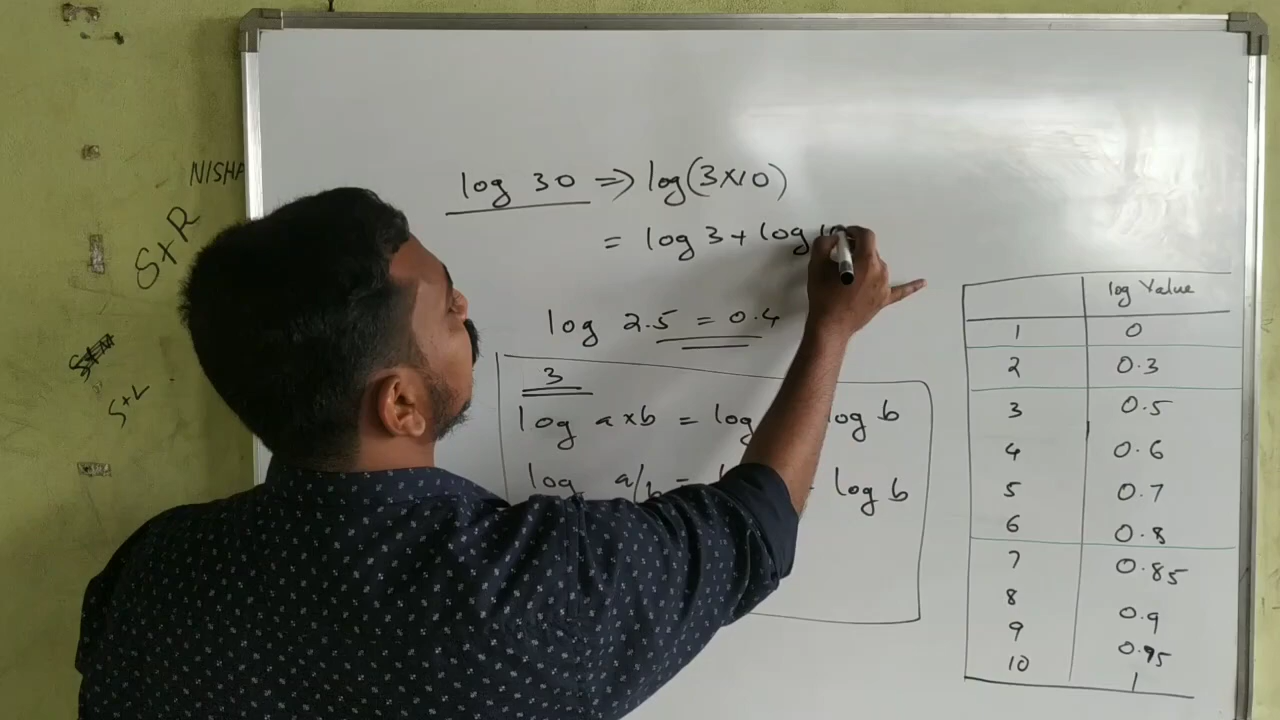 NISHA
S+R
S+L
log 30 => log(3×10)
= log 3 + log
log 2.5 = 0.4
3
log a×b = log log b
log a/b = - log b
log Value
1 0
2 0.3
3 0.5
4 0.6
5 0.7
6 0.8
7 0.85
8 0.9
9 0.95
10 1